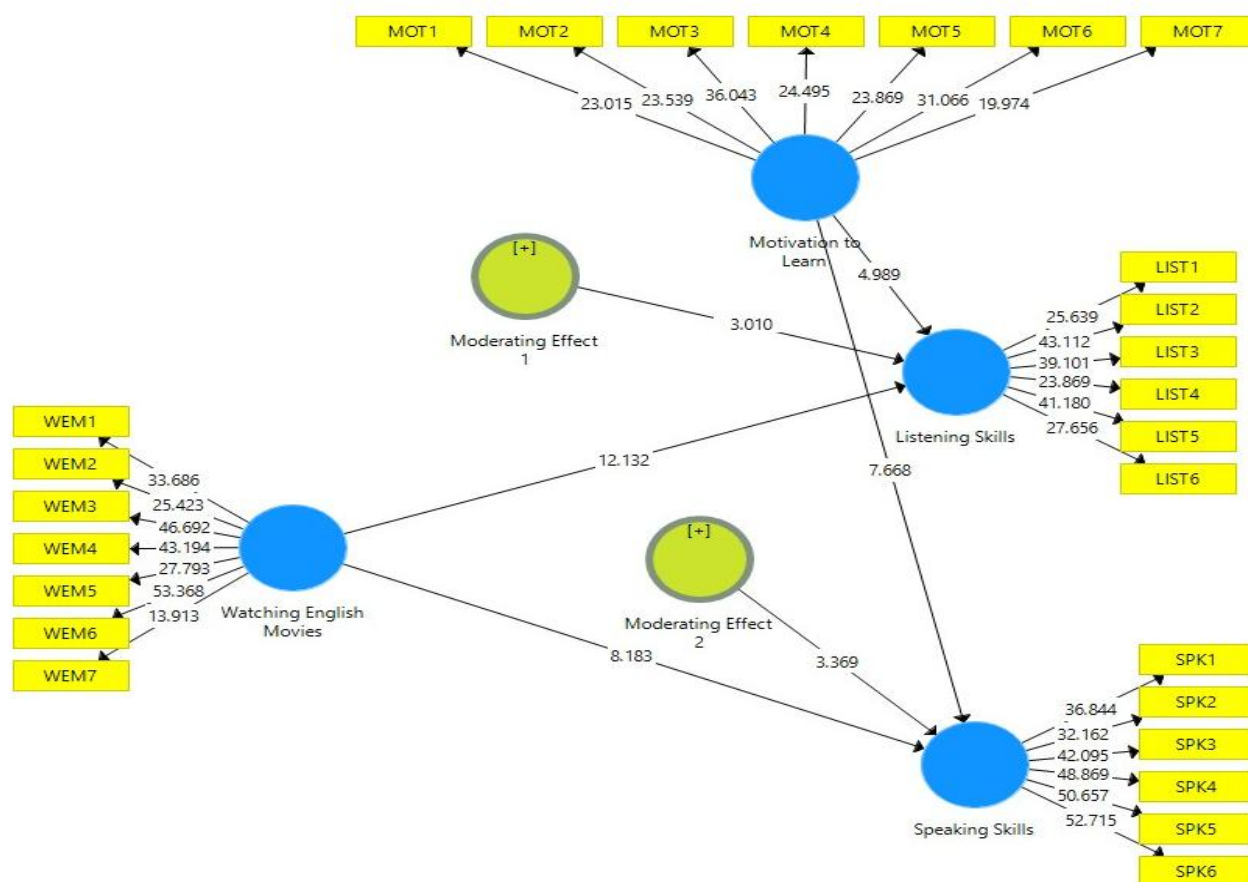 MOT1 MOT2 MOT3 MOT4 MOT5 MOT6 MOT7
23.015 23.539 36.043 24.495 23.869 31.066 19.974
Motivation to
Learn
[+]
Moderating Effect
1
4.989
3.010
LIST1
LIST2
LIST3
LIST4
LIST5
LIST6
25.639
43.112
39.101
23.869
41.180
27.656
Listening Skills
12.132
7.668
WEM1
WEM2
WEM3
WEM4
WEM5
WEM6
WEM7
33.686
25.423
46.692
43.194
27.793
53.368
13.913
Watching English
Movies
[+]
Moderating Effect
2
8.183
3.369
SPK1
SPK2
SPK3
SPK4
SPK5
SPK6
36.844
32.162
42.095
48.869
50.657
52.715
Speaking Skills